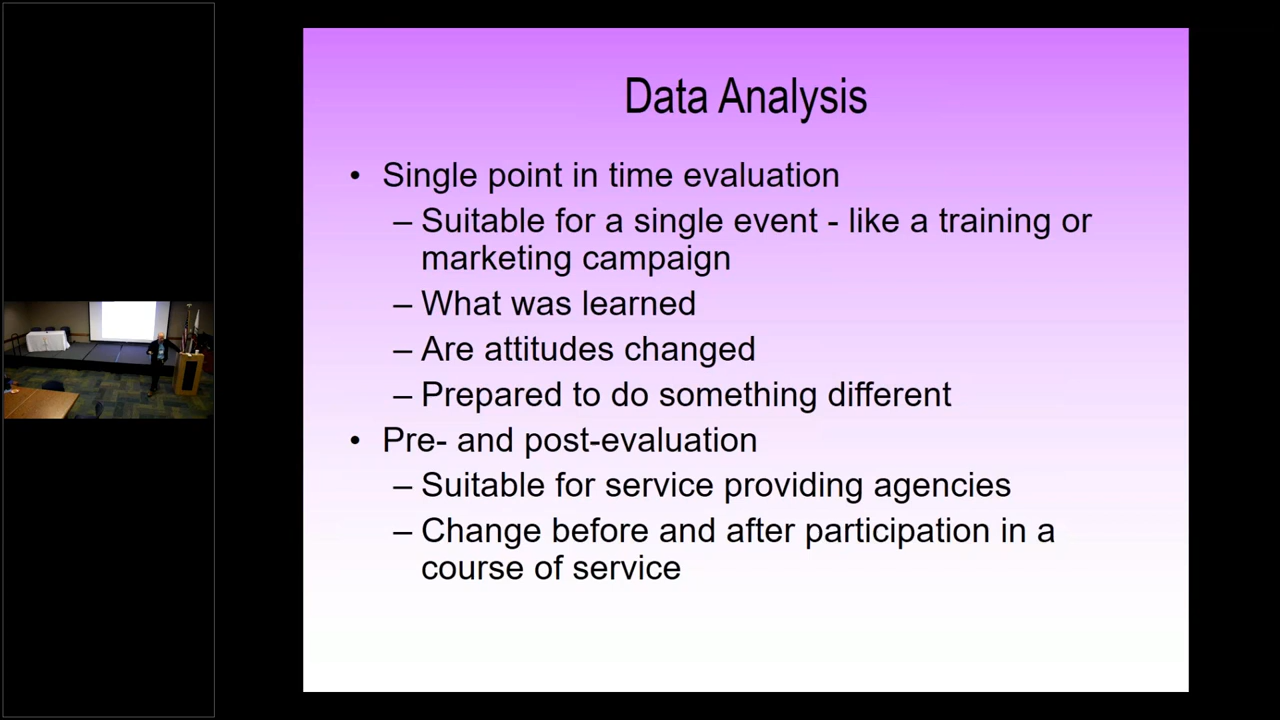 Data Analysis
• Single point in time evaluation
– Suitable for a single event - like a training or
marketing campaign
– What was learned
– Are attitudes changed
– Prepared to do something different
• Pre- and post-evaluation
– Suitable for service providing agencies
– Change before and after participation in a
course of service